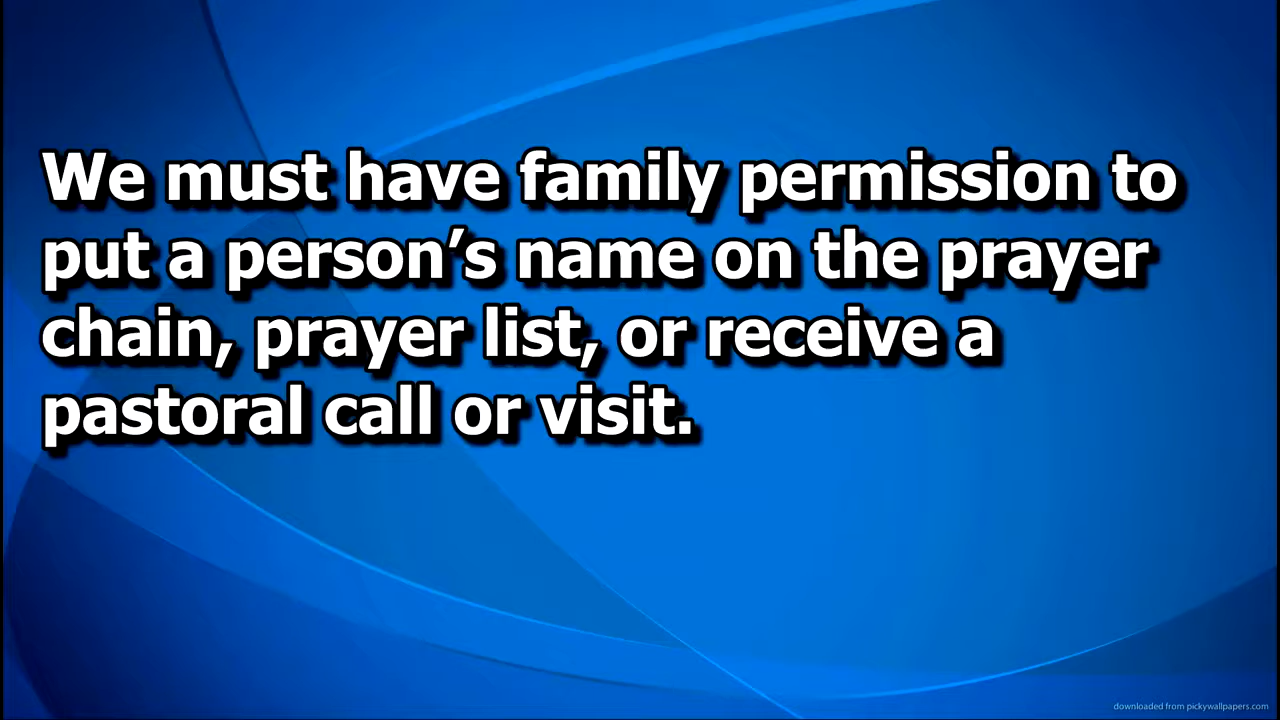 We must have family permission to
put a person’s name on the prayer
chain, prayer list, or receive a
pastoral call or visit.
downloaded from pickywallpapers.com